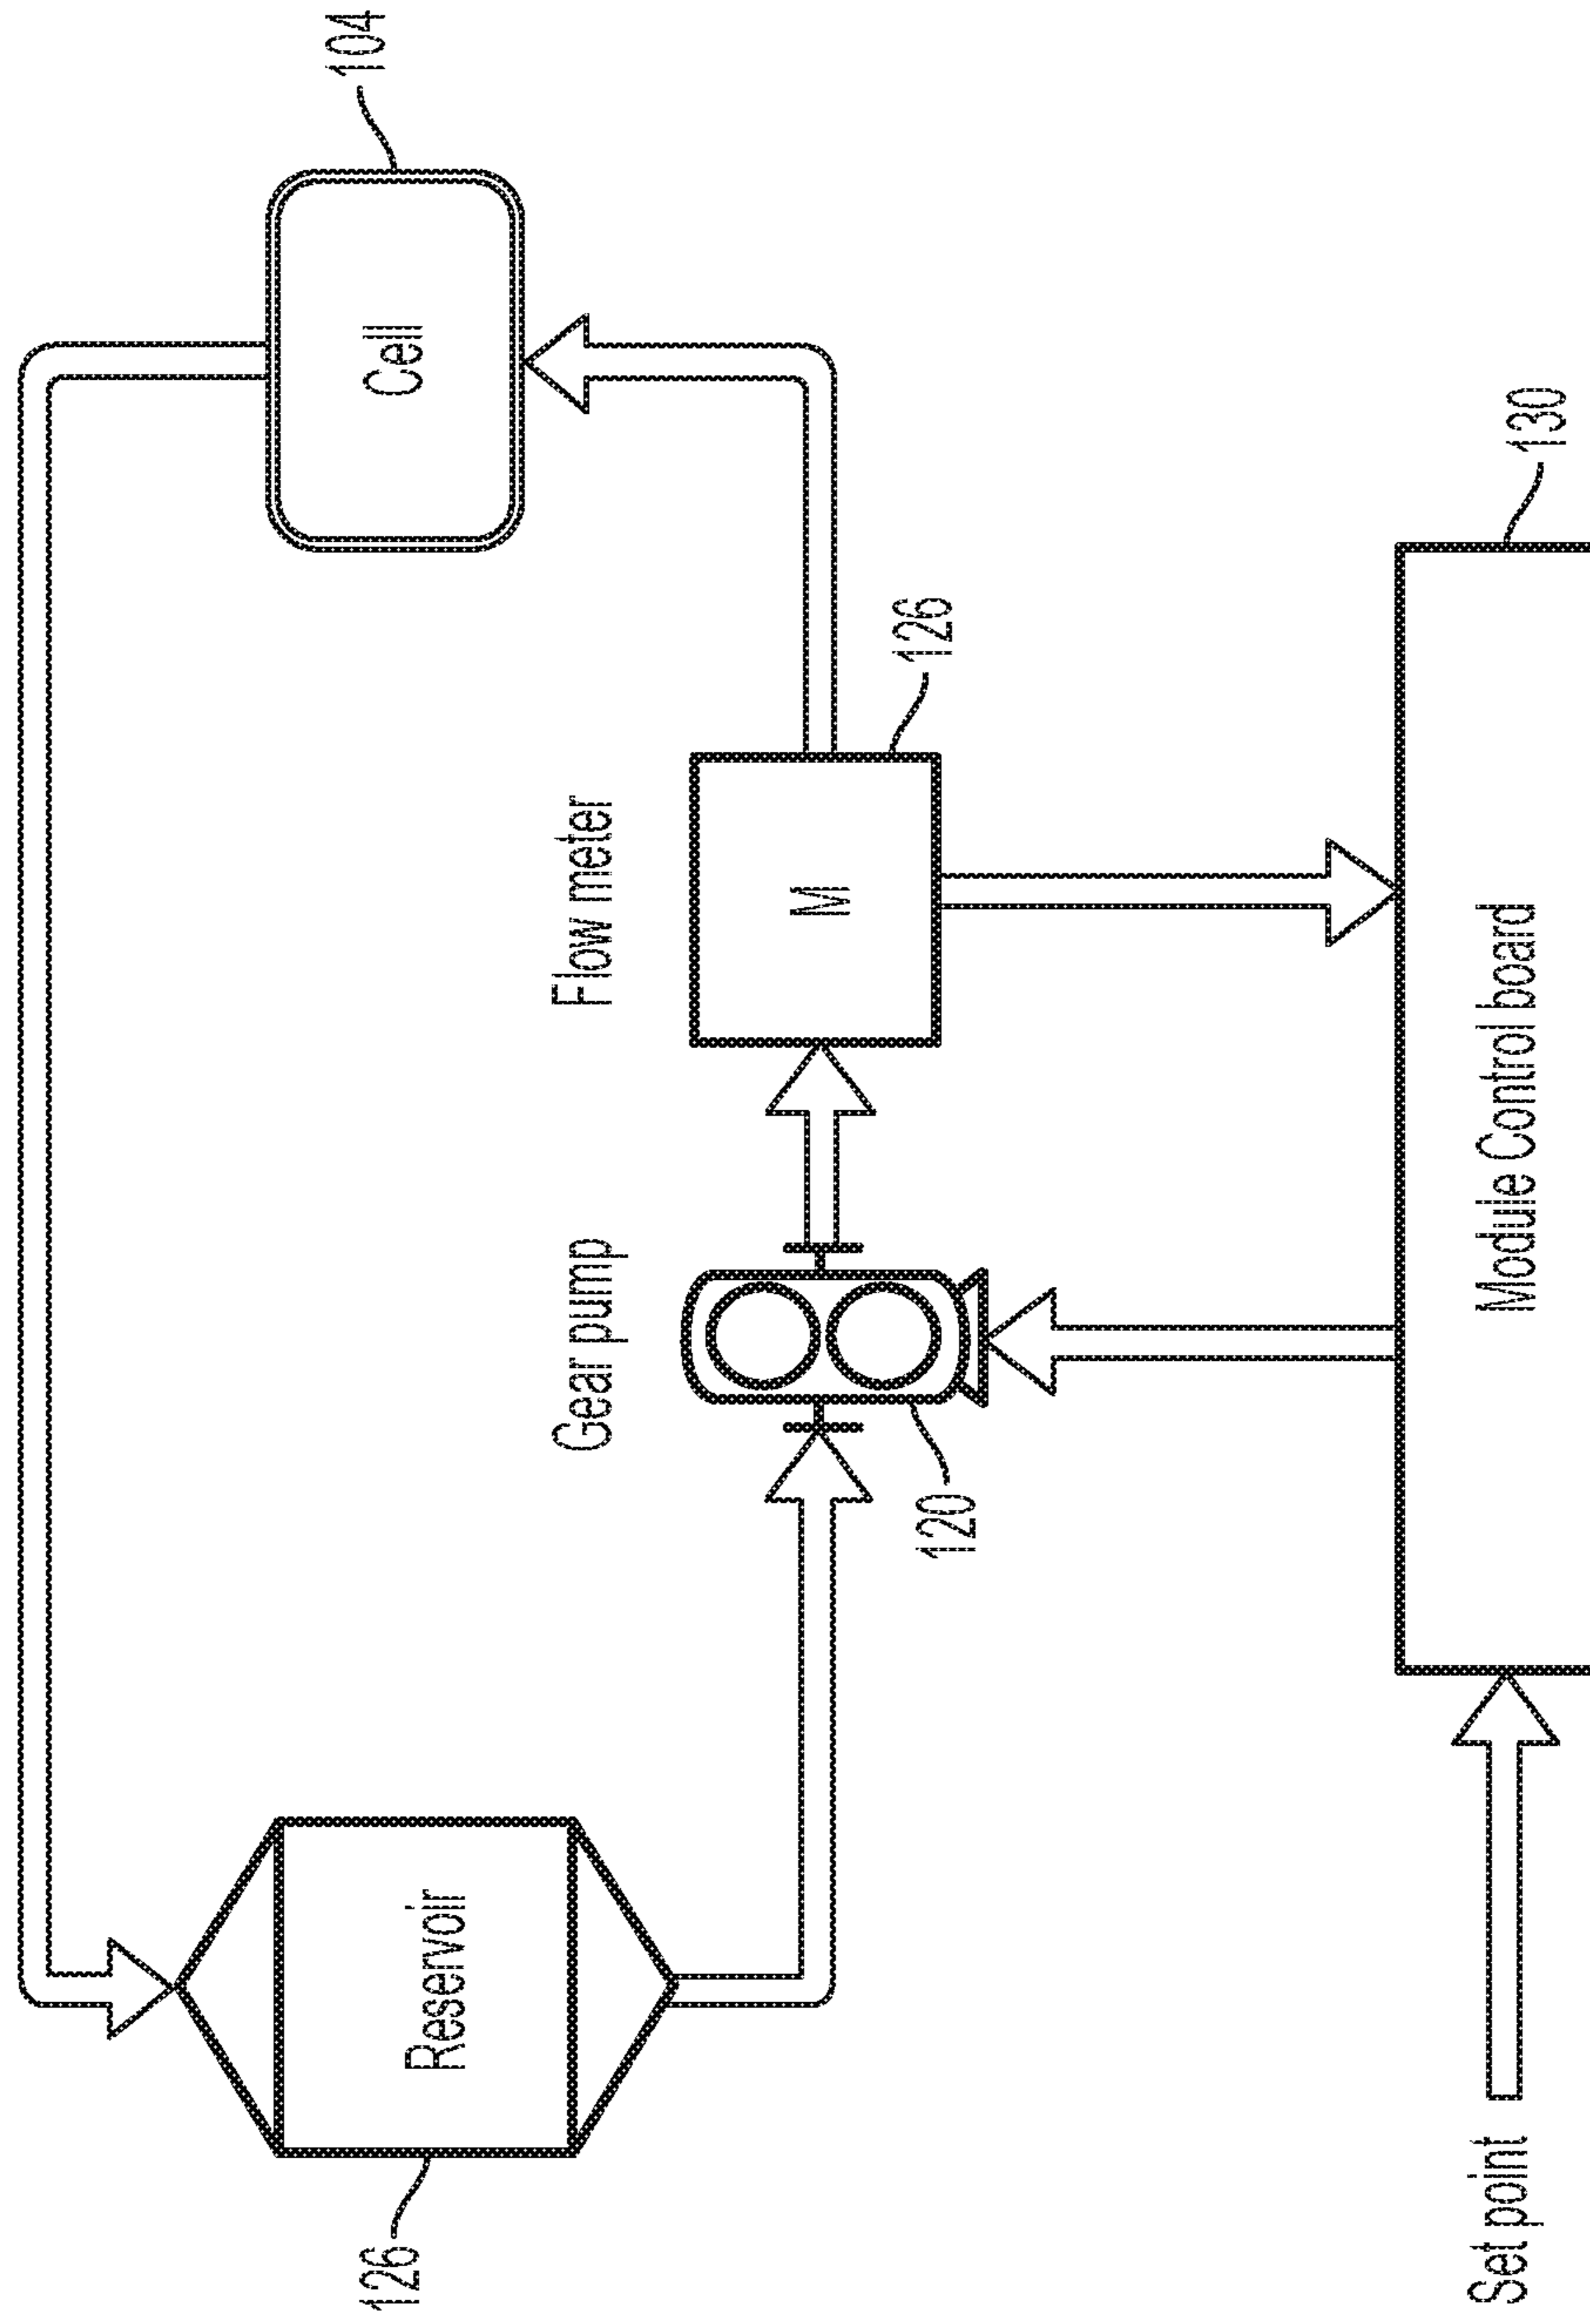 104
Cell
126
Reservoir
Gear pump
Flow meter
M
126
120
130
Module Control board
Set point